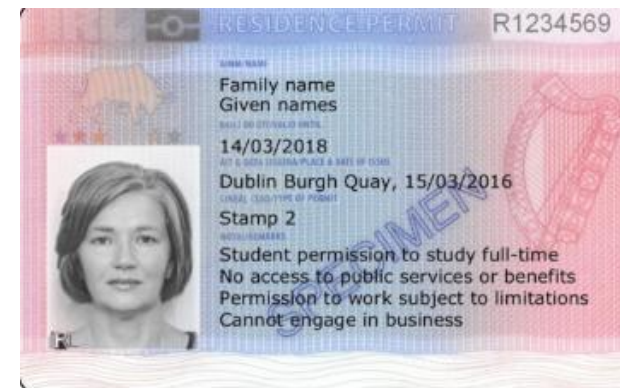 RESIDENCE PERMIT
R1234569
Family name
Given names
14/03/2018
Dublin Burgh Quay, 15/03/2016
Stamp 2
Student permission to study full-time
No access to public services or benefits
Permission to work subject to limitations
Cannot engage in business
SPECIMEN